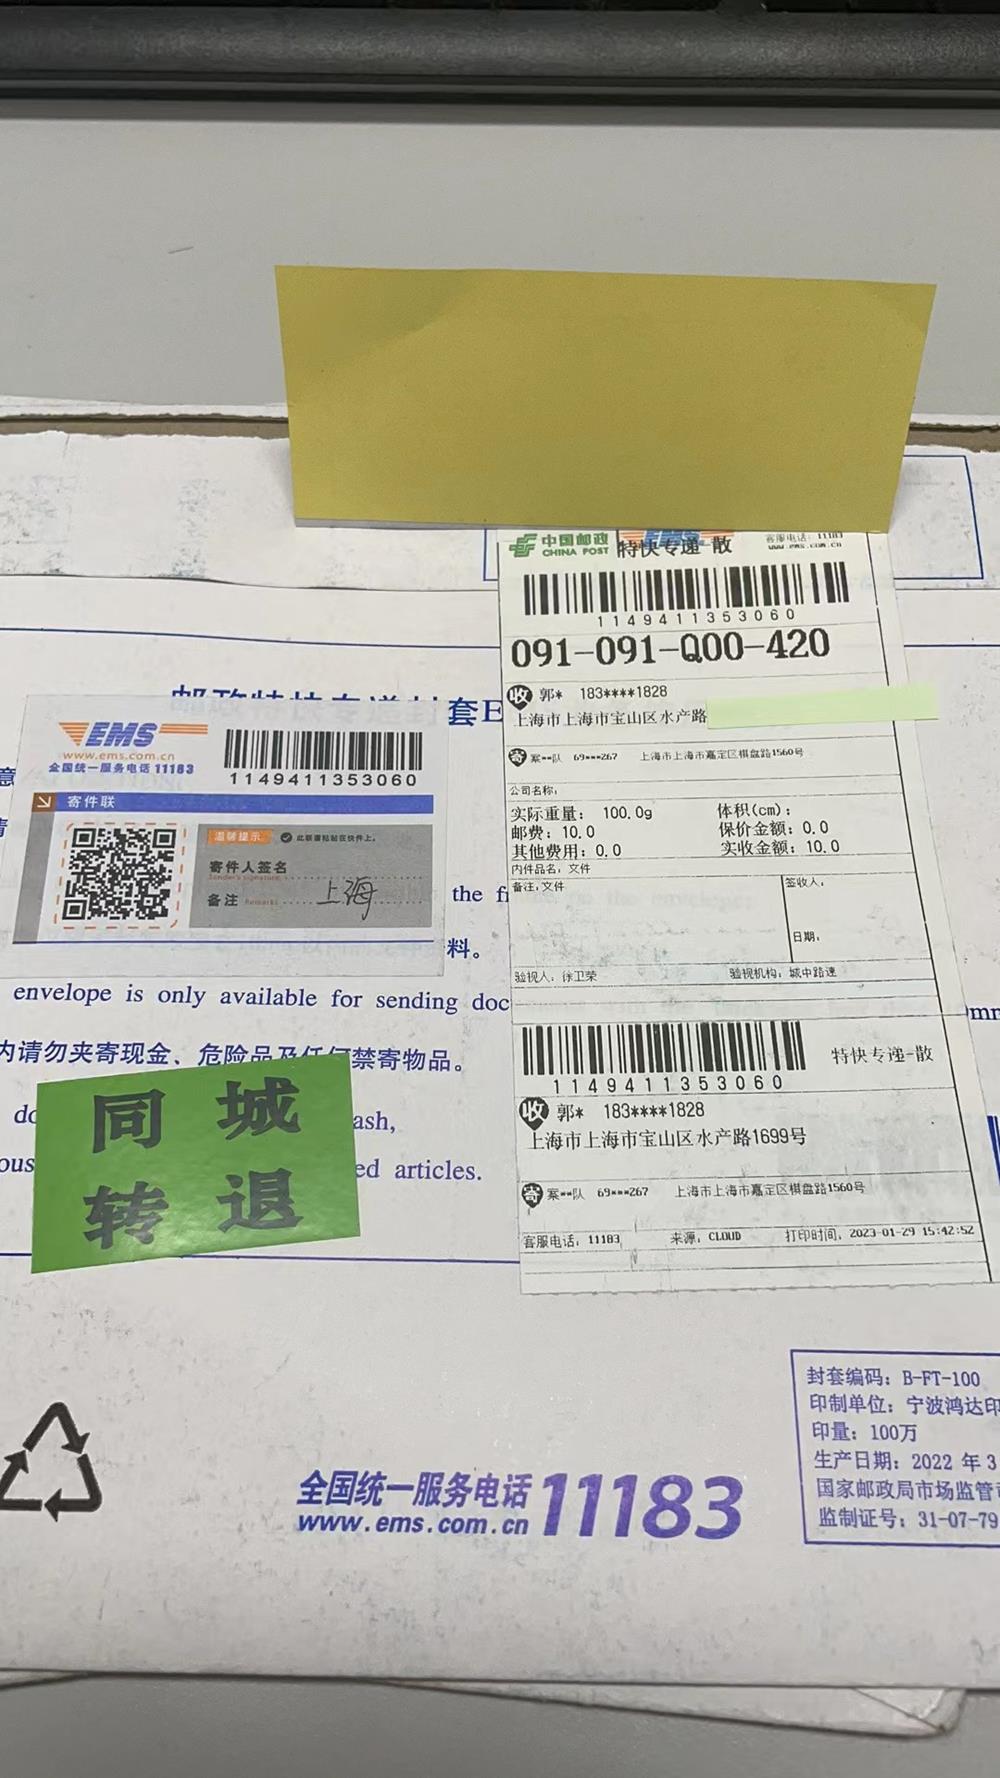 中国邮政
CHINA POST
特快专递-散
客服电话：11183
www.ems.com.cn
1149411353060
091-091-Q00-420
收 郭* 183****1828
上海市上海市宝山区水产路
寄 案**队 69***267 上海市上海市嘉定区棋盘路1560号
公司名称：
实际重量： 100.0g 体积(cm)：
邮费：10.0 保价金额：0.0
其他费用：0.0 实收金额：10.0
内件品名：文件
备注：文件 签收人：
日期：
验视人：徐卫荣 验视机构：城中路速
1149411353060
特快专递-散
收 郭* 183****1828
上海市上海市宝山区水产路1699号
寄 案**队 69***267 上海市上海市嘉定区棋盘路1560号
客服电话：11183 来源：CLOUD 打印时间：2023-01-29 15:42:52
套E
EMS
www.ems.com.cn
全国统一服务电话 11183
1149411353060
寄件联
温馨提示 此联请粘贴在快件上。
寄件人签名
Sender's signature
备注 Remarks 上海
意
请
the
料。
envelope is only available for sending doc
内请勿夹寄现金、危险品及任何禁寄物品。
ash,
ed articles.
同城
转退
全国统一服务电话 11183
www.ems.com.cn
封套编码：B-FT-100
印制单位：宁波鸿达印
印量：100万
生产日期：2022 年 3
国家邮政局市场监管
监制证号：31-07-79